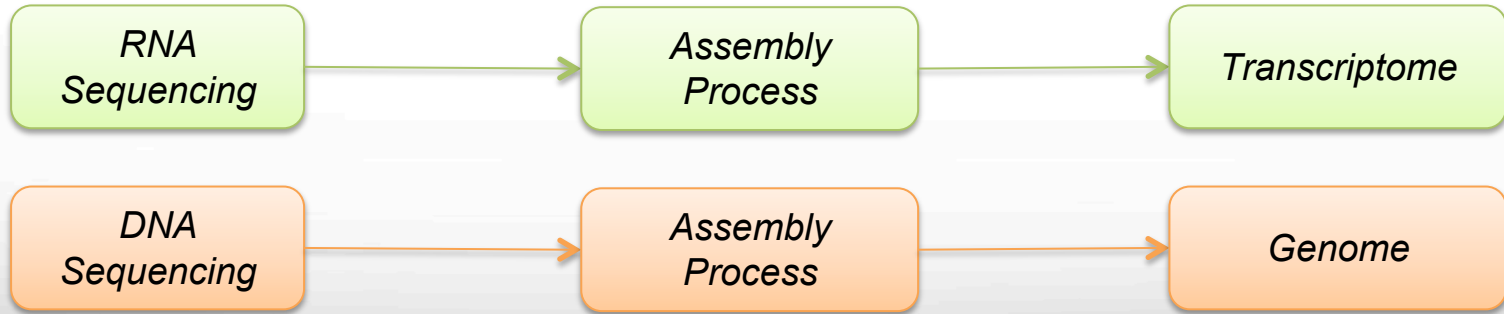 RNA
Sequencing
Assembly
Process
Transcriptome
DNA
Sequencing
Assembly
Process
Genome